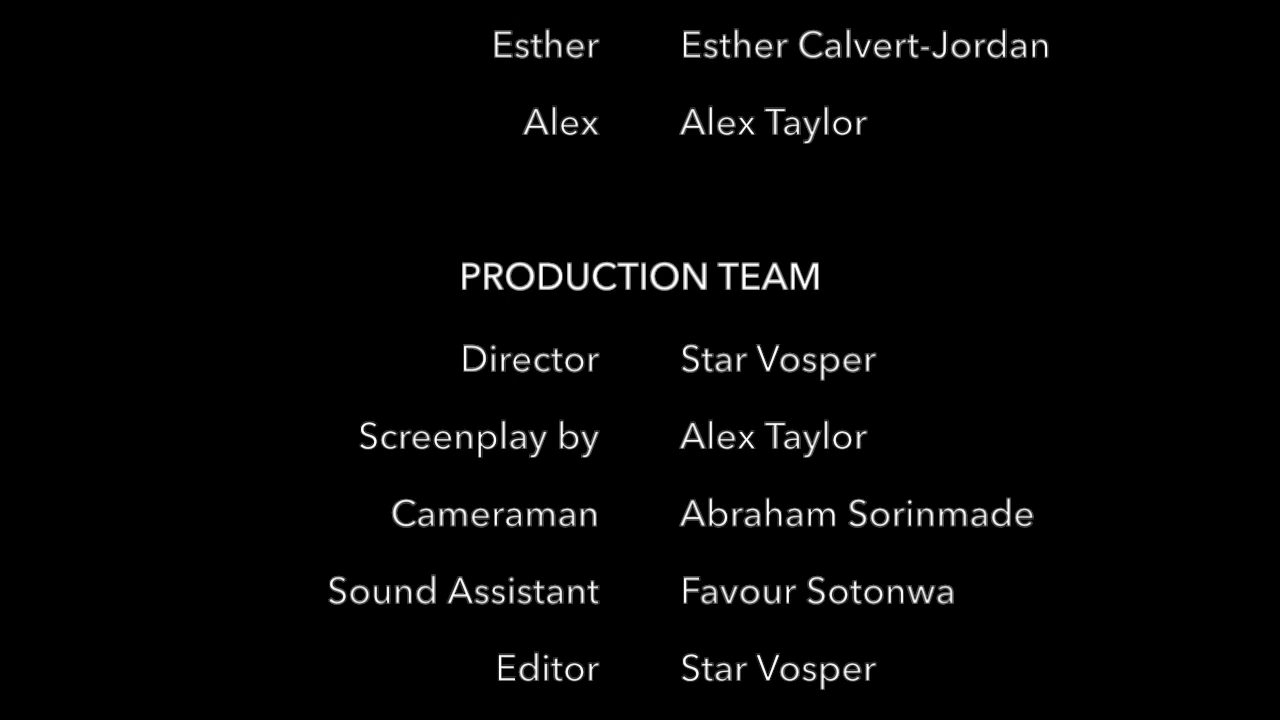 Esther Esther Calvert-Jordan
Alex Alex Taylor
PRODUCTION TEAM
Director Star Vosper
Screenplay by Alex Taylor
Cameraman Abraham Sorinmade
Sound Assistant Favour Sotonwa
Editor Star Vosper